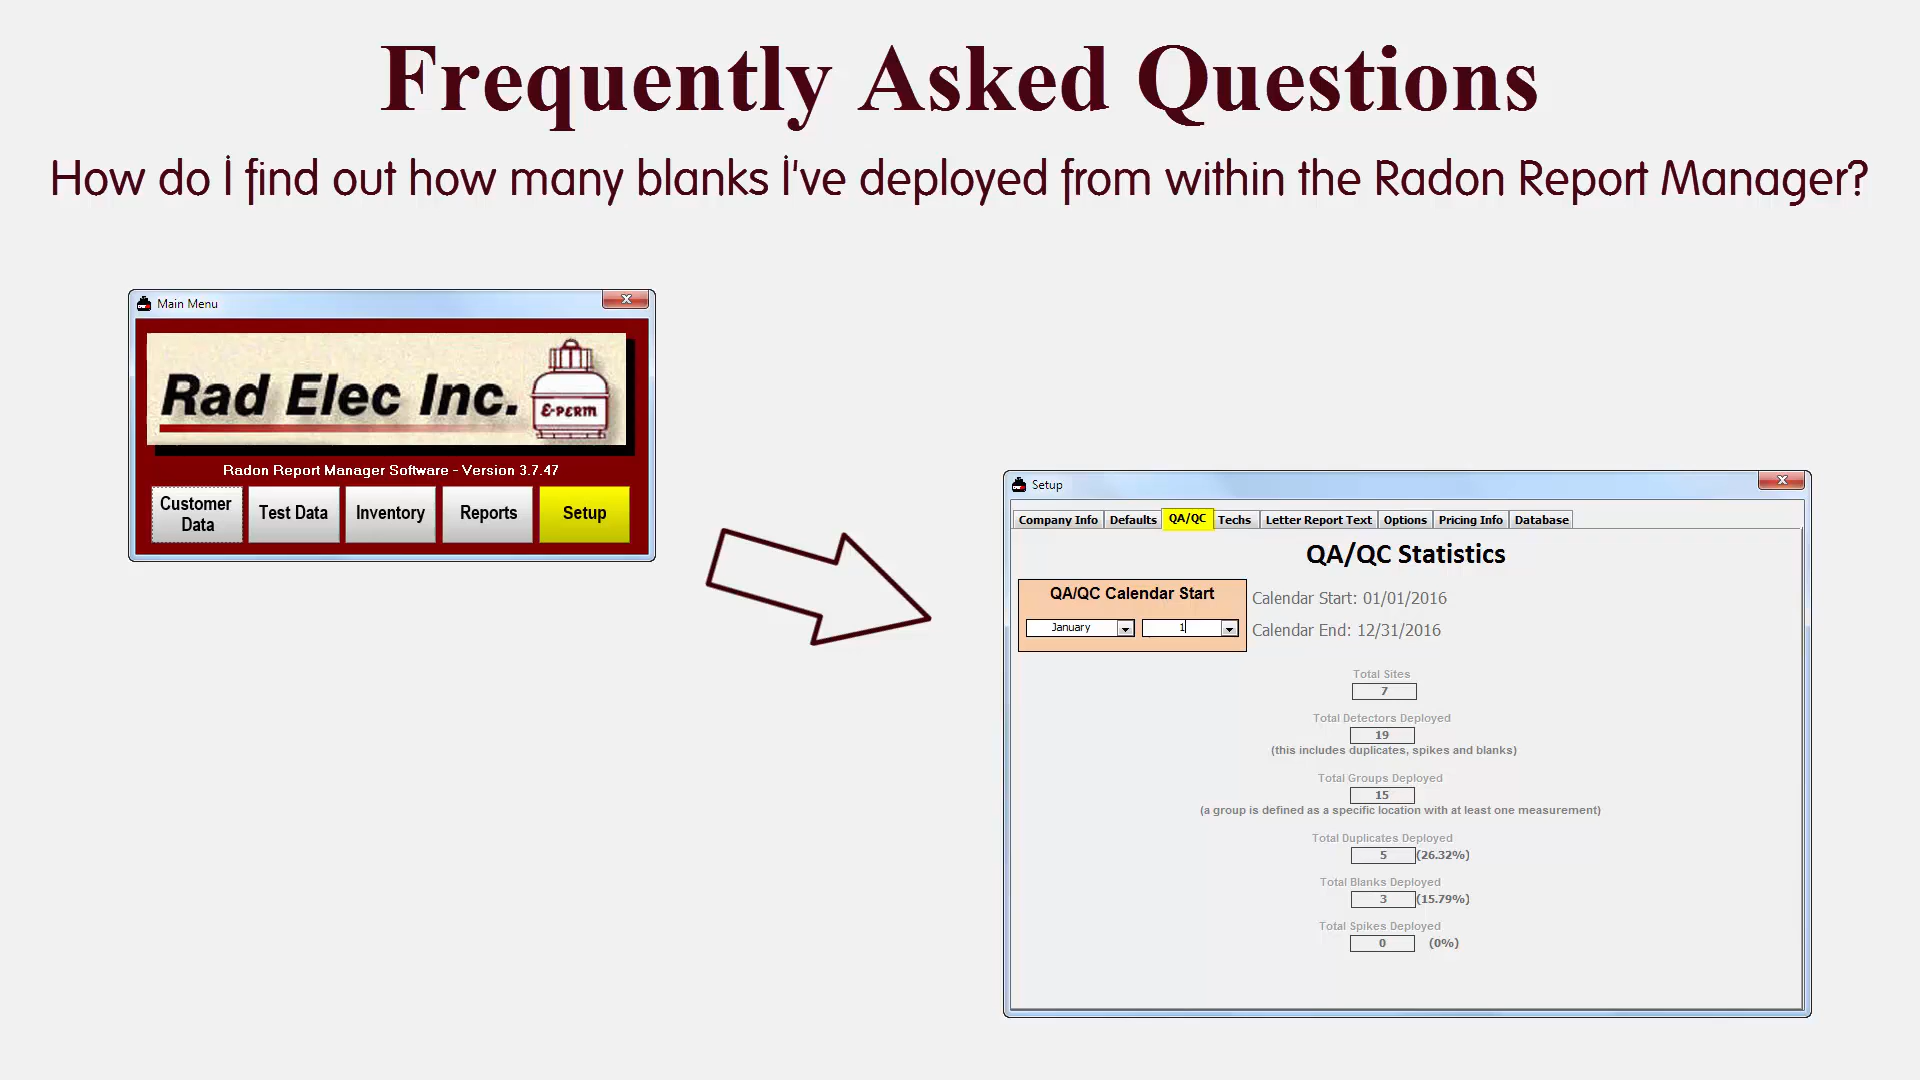 Frequently Asked Questions
How do I find out how many blanks I've deployed from within the Radon Report Manager?
Main Menu
Rad Elec Inc.
E-PERM
Radon Report Manager Software - Version 3.7.47
Customer Data
Test Data
Inventory
Reports
Setup
Setup
Company Info Defaults QA/QC Techs Letter Report Text Options Pricing Info Database
QA/QC Statistics
QA/QC Calendar Start
January 1
Calendar Start: 01/01/2016
Calendar End: 12/31/2016
Total Sites
7
Total Detectors Deployed
19
(this includes duplicates, spikes and blanks)
Total Groups Deployed
15
(a group is defined as a specific location with at least one measurement)
Total Duplicates Deployed
5 (26.32%)
Total Blanks Deployed
3 (15.79%)
Total Spikes Deployed
0 (0%)